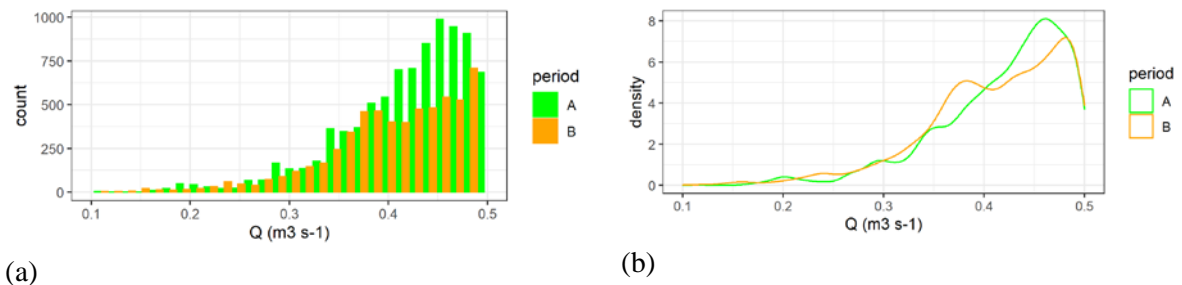 1000
750
500
250
0
count
0.1 0.2 0.3 0.4 0.5
Q (m3 s-1)
period
A
B
(a)
8
6
4
2
0
density
0.1 0.2 0.3 0.4 0.5
Q (m3 s-1)
period
A
B
(b)